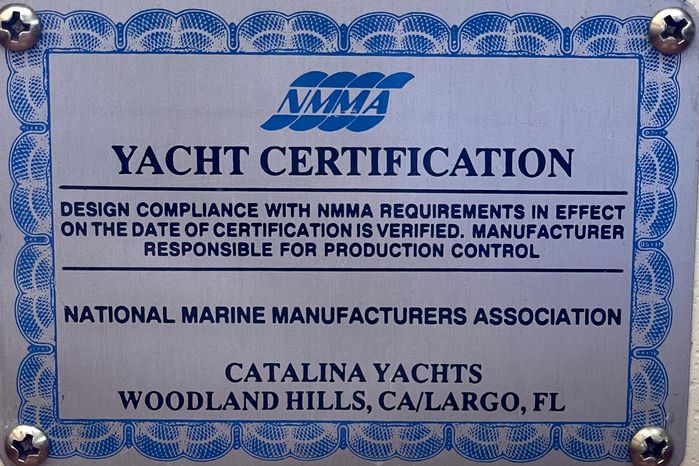 NMMA
YACHT CERTIFICATION
DESIGN COMPLIANCE WITH NMMA REQUIREMENTS IN EFFECT
ON THE DATE OF CERTIFICATION IS VERIFIED. MANUFACTURER
RESPONSIBLE FOR PRODUCTION CONTROL
NATIONAL MARINE MANUFACTURERS ASSOCIATION
CATALINA YACHTS
WOODLAND HILLS, CA/LARGO, FL